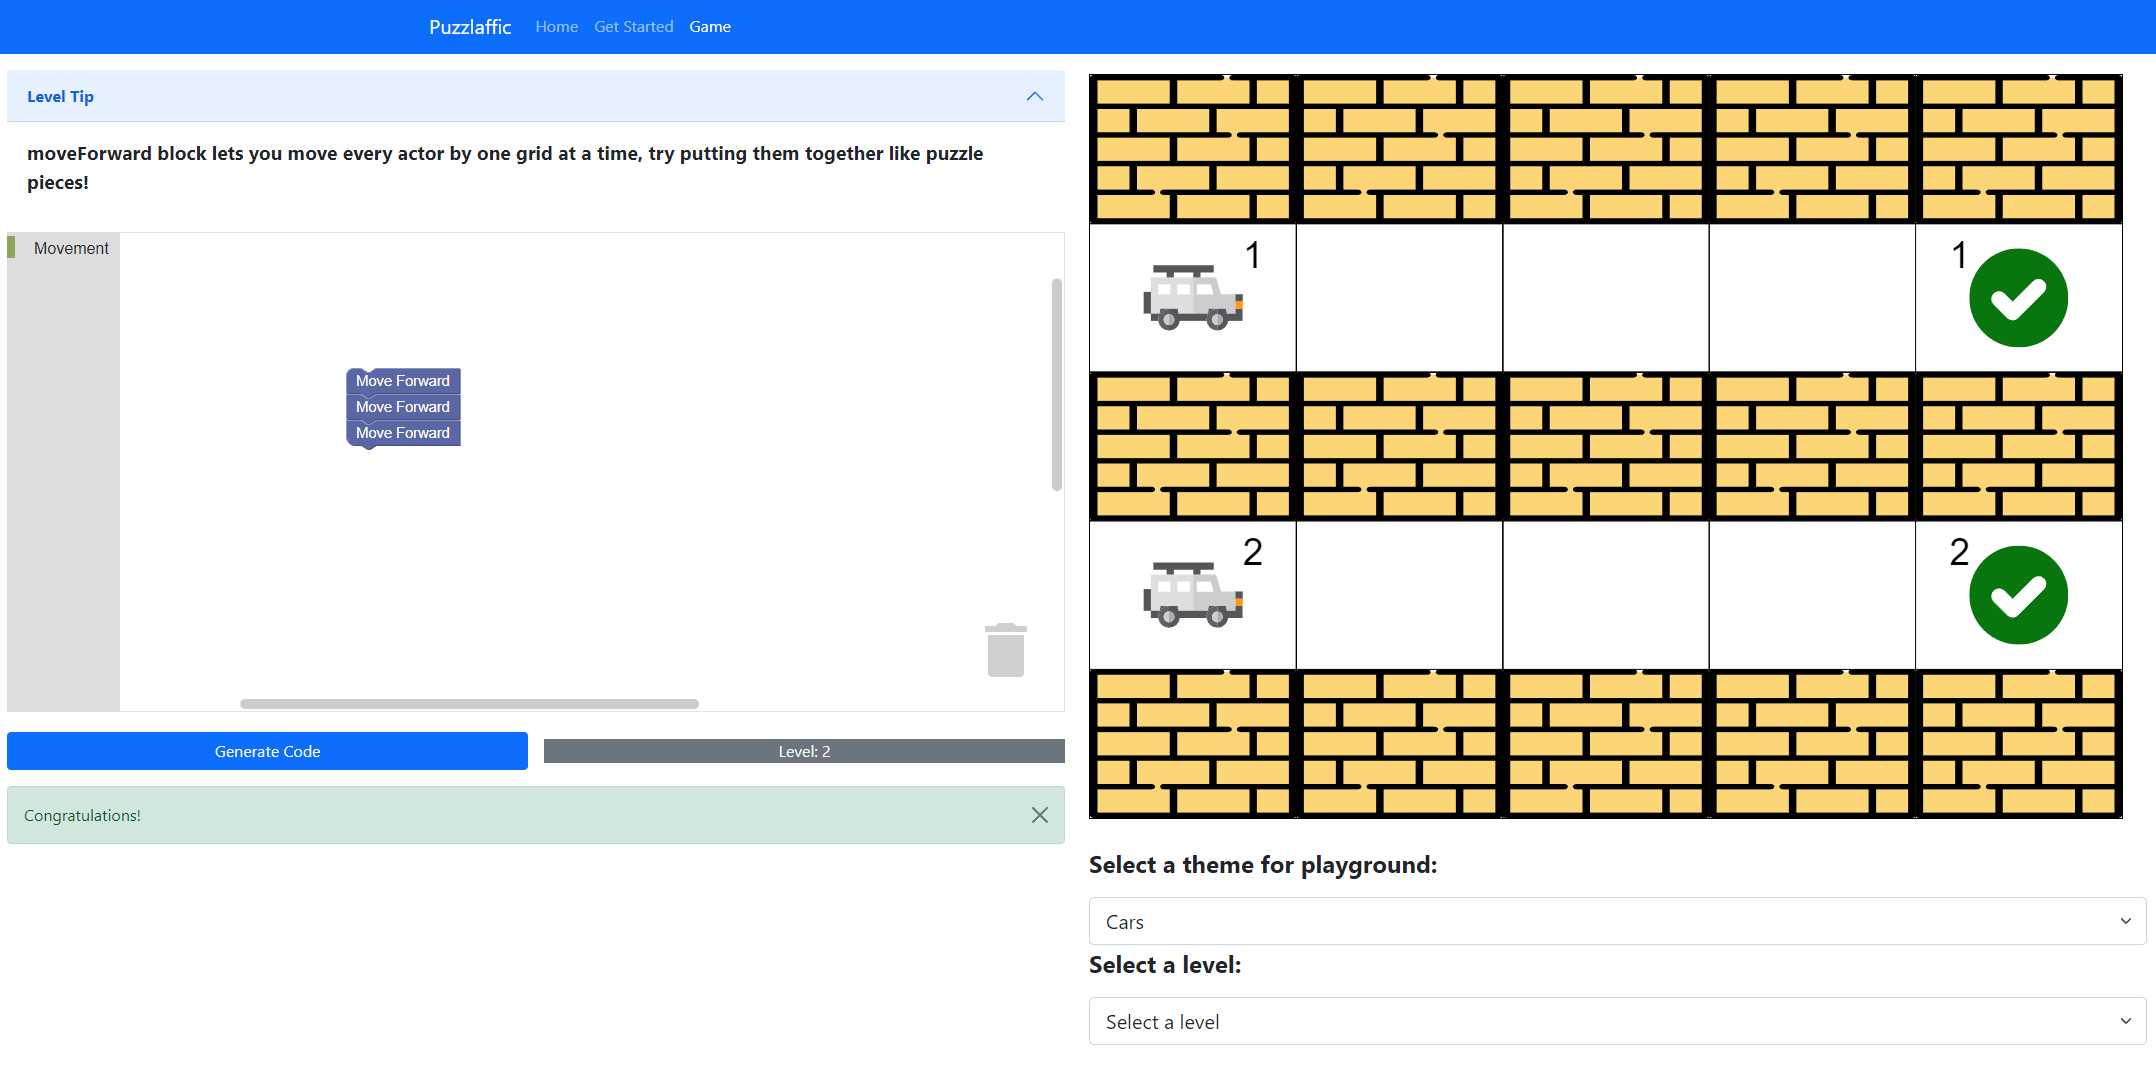 Puzzlaffic Home Get Started Game
Level Tip
moveForward block lets you move every actor by one grid at a time, try putting them together like puzzle
pieces!
Movement
Move Forward
Move Forward
Move Forward
Generate Code
Level: 2
Congratulations!
1
1
2
2
Select a theme for playground:
Cars
Select a level:
Select a level